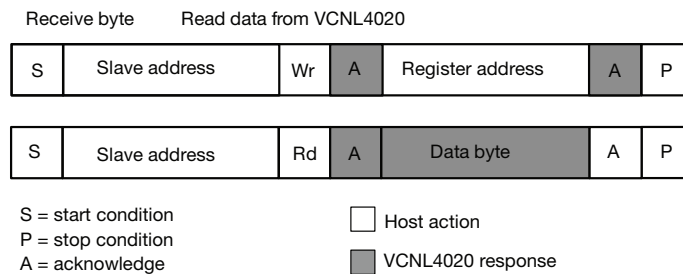 Receive byte Read data from VCNL4020
S Slave address Wr A Register address A P
S Slave address Rd A Data byte A P
S = start condition
P = stop condition
A = acknowledge
Host action
VCNL4020 response